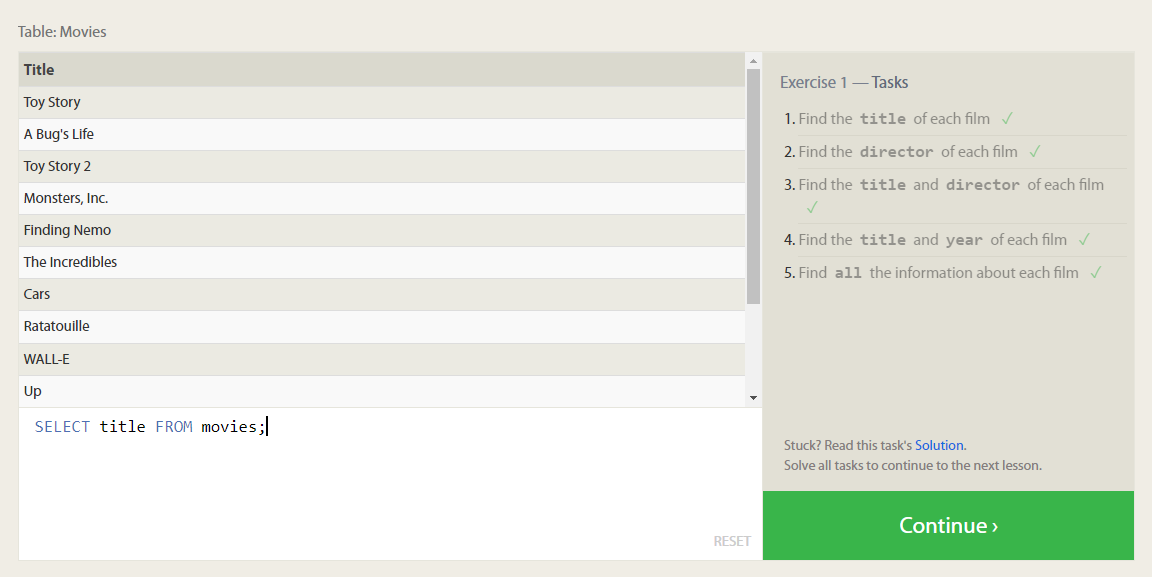 Table: Movies
Title
Toy Story
A Bug's Life
Toy Story 2
Monsters, Inc.
Finding Nemo
The Incredibles
Cars
Ratatouille
WALL-E
Up
SELECT title FROM movies;
RESET
Exercise 1 — Tasks
1. Find the title of each film ✓
2. Find the director of each film ✓
3. Find the title and director of each film
✓
4. Find the title and year of each film ✓
5. Find all the information about each film ✓
Stuck? Read this task's Solution.
Solve all tasks to continue to the next lesson.
Continue ›